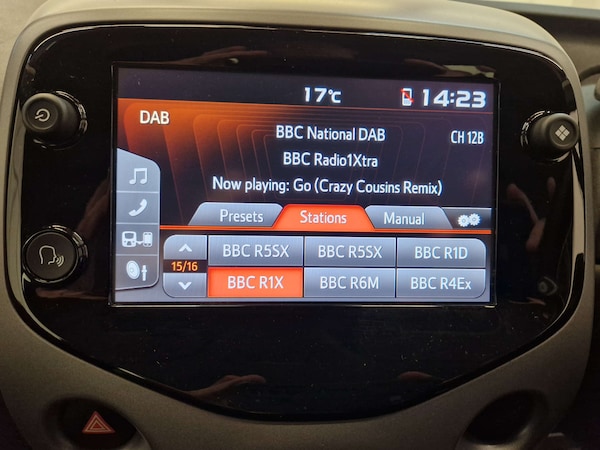 17°C 14:23
DAB
BBC National DAB CH 12B
BBC Radio1Xtra
Now playing: Go (Crazy Cousins Remix)
Presets Stations Manual
BBC R5SX BBC R5SX BBC R1D
15/16
BBC R1X BBC R6M BBC R4Ex